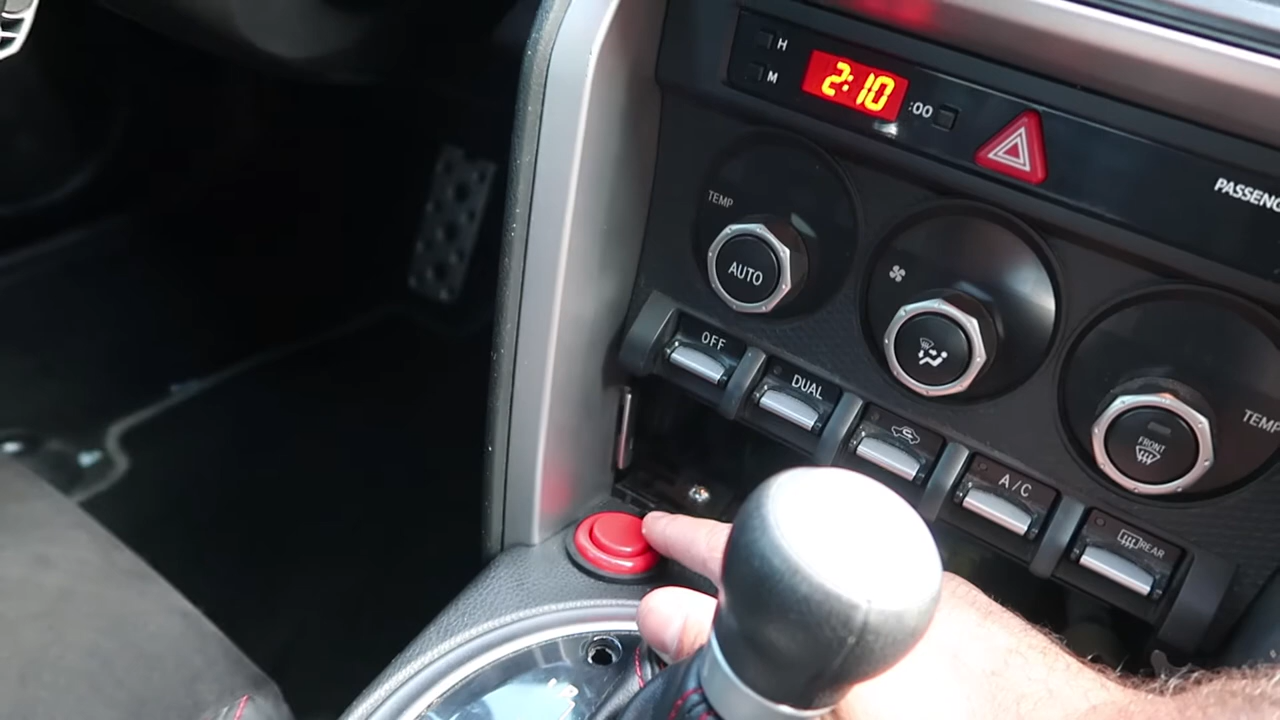 H
M
2:10
:00
PASSENG
TEMP
AUTO
OFF
DUAL
A/C
REAR
FRONT
TEMP